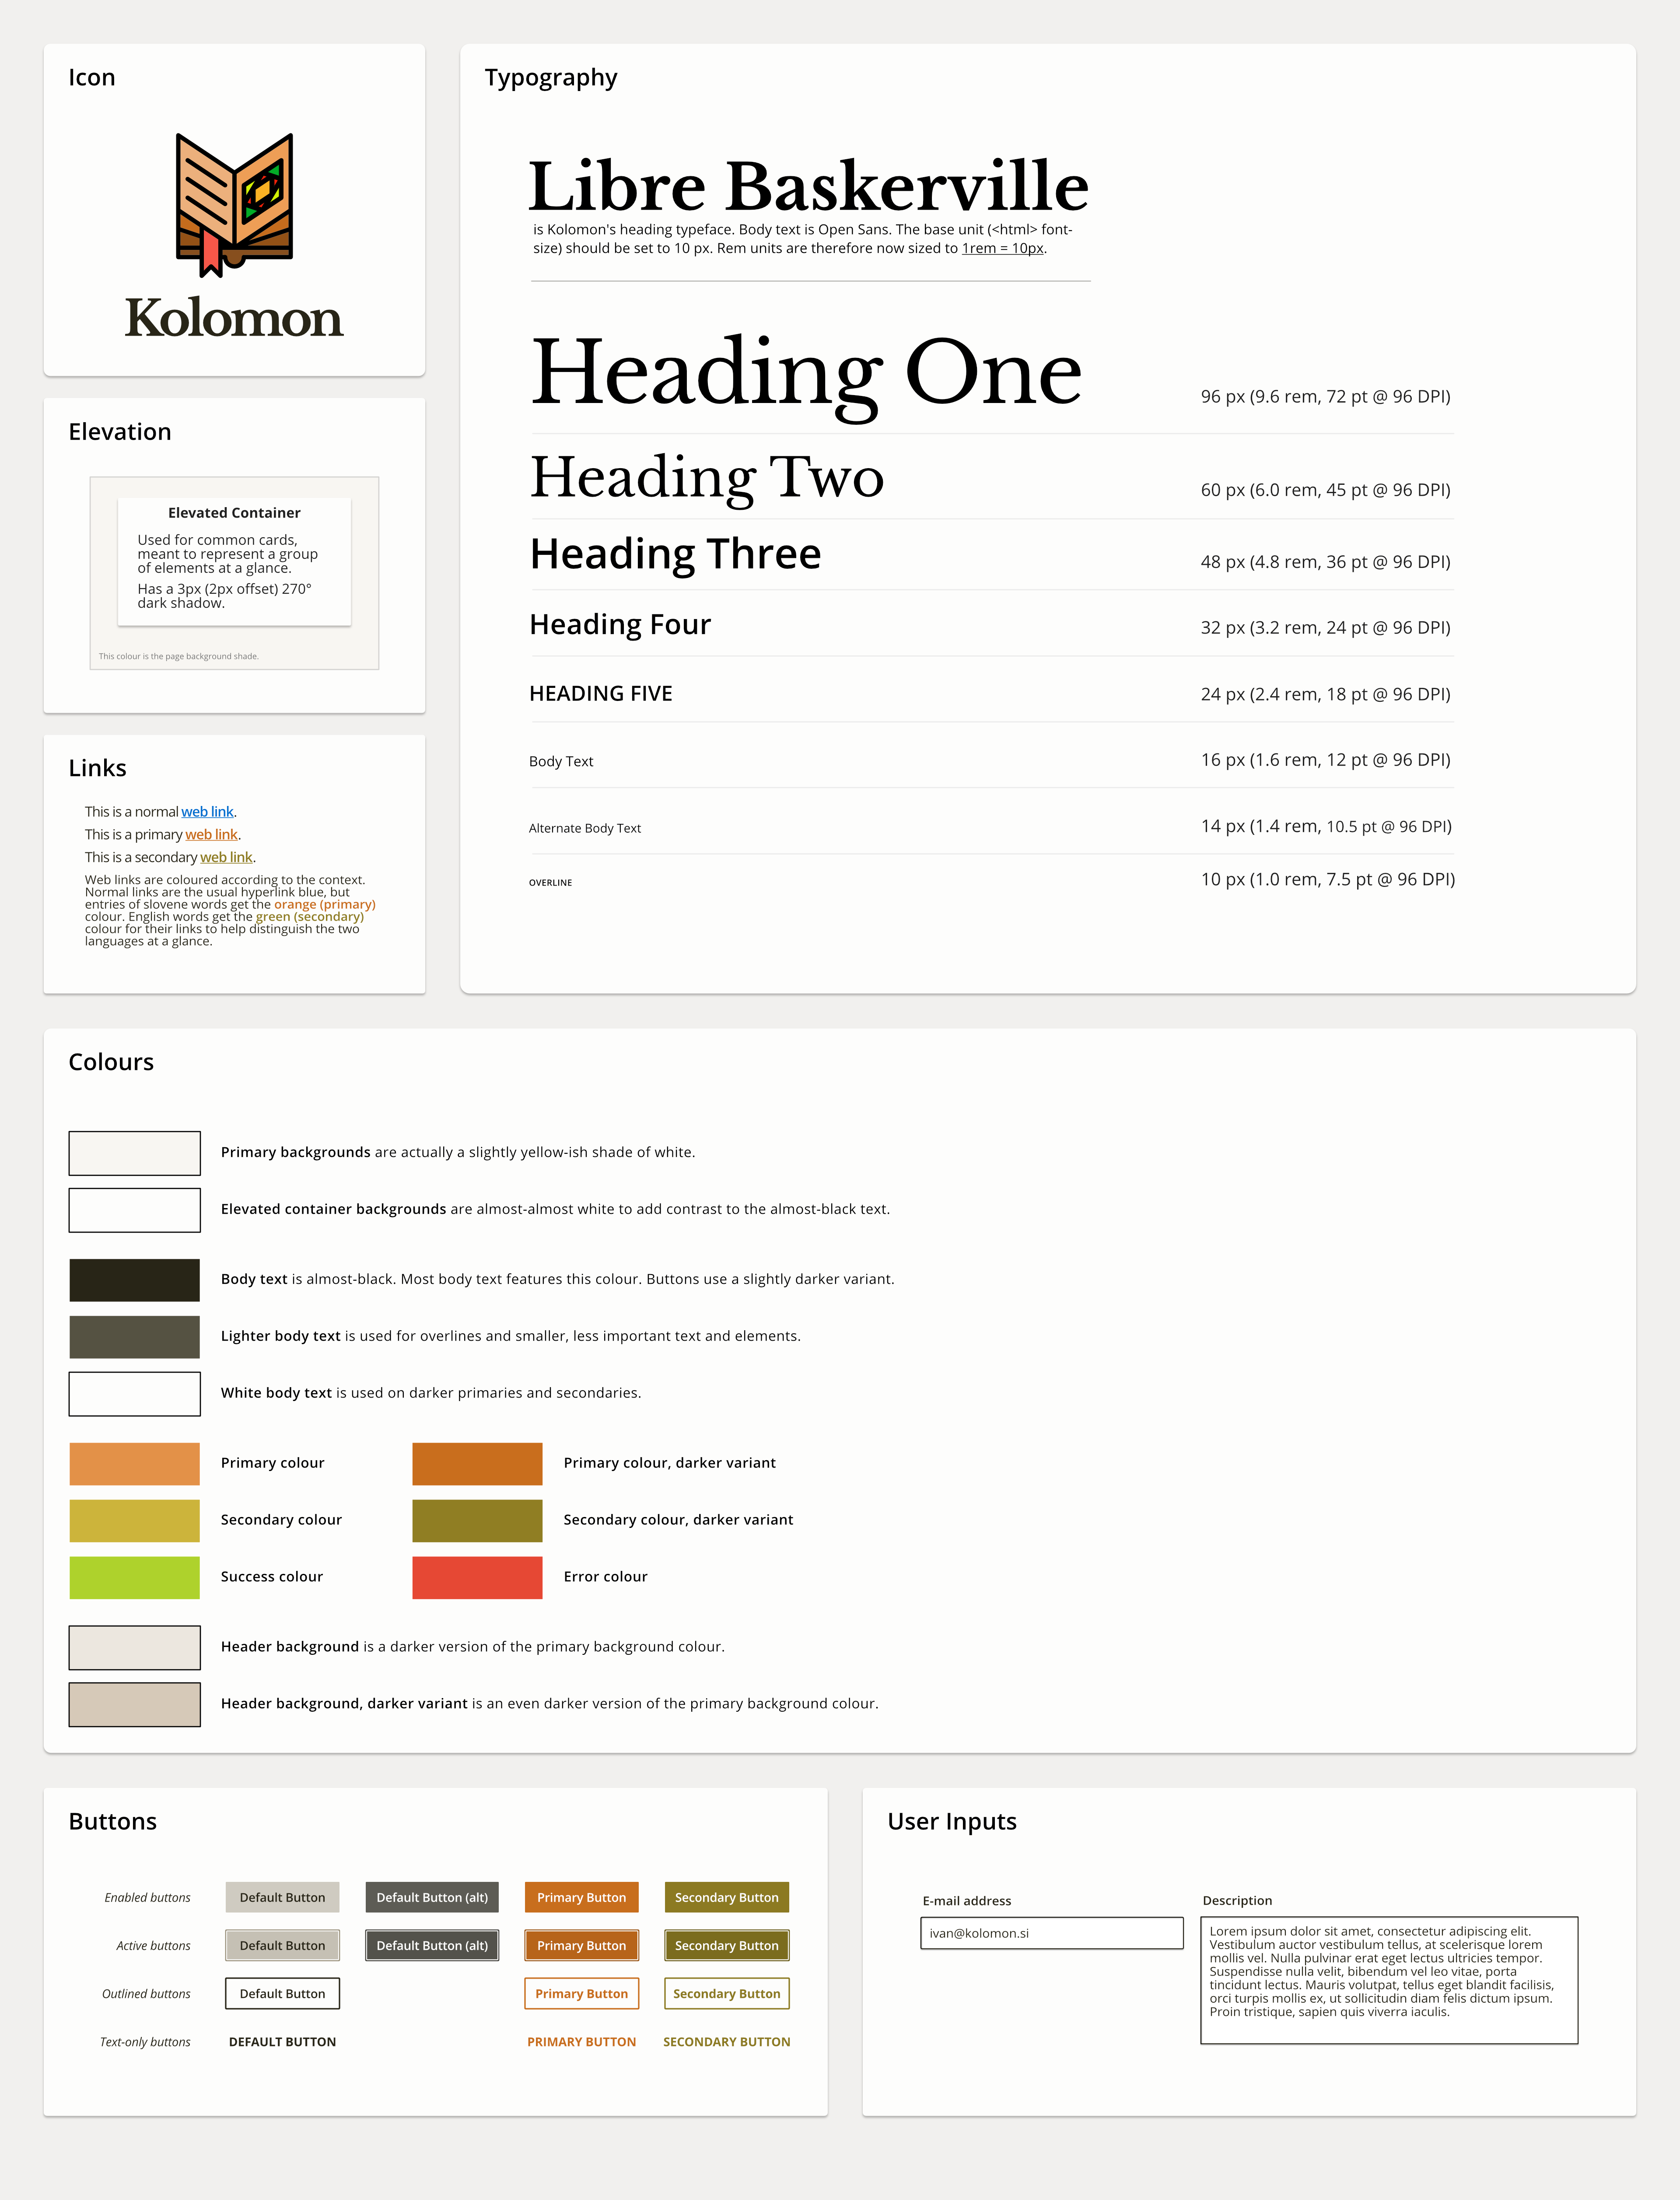 Icon
Kolomon
Elevation
Elevated Container
Used for common cards,
meant to represent a group
of elements at a glance.
Has a 3px (2px offset) 270°
dark shadow.
This colour is the page background shade.
Links
This is a normal web link.
This is a primary web link.
This is a secondary web link.
Web links are coloured according to the context.
Normal links are the usual hyperlink blue, but
entries of slovene words get the orange (primary)
colour. English words get the green (secondary)
colour for their links to help distinguish the two
languages at a glance.
Typography
Libre Baskerville
is Kolomon's heading typeface. Body text is Open Sans. The base unit (<html> font-
size) should be set to 10 px. Rem units are therefore now sized to 1rem = 10px.
Heading One
96 px (9.6 rem, 72 pt @ 96 DPI)
Heading Two
60 px (6.0 rem, 45 pt @ 96 DPI)
Heading Three
48 px (4.8 rem, 36 pt @ 96 DPI)
Heading Four
32 px (3.2 rem, 24 pt @ 96 DPI)
HEADING FIVE
24 px (2.4 rem, 18 pt @ 96 DPI)
Body Text
16 px (1.6 rem, 12 pt @ 96 DPI)
Alternate Body Text
14 px (1.4 rem, 10.5 pt @ 96 DPI)
OVERLINE
10 px (1.0 rem, 7.5 pt @ 96 DPI)
Colours
Primary backgrounds are actually a slightly yellow-ish shade of white.
Elevated container backgrounds are almost-almost white to add contrast to the almost-black text.
Body text is almost-black. Most body text features this colour. Buttons use a slightly darker variant.
Lighter body text is used for overlines and smaller, less important text and elements.
White body text is used on darker primaries and secondaries.
Primary colour
Primary colour, darker variant
Secondary colour
Secondary colour, darker variant
Success colour
Error colour
Header background is a darker version of the primary background colour.
Header background, darker variant is an even darker version of the primary background colour.
Buttons
Enabled buttons
Default Button
Default Button (alt)
Primary Button
Secondary Button
Active buttons
Default Button
Default Button (alt)
Primary Button
Secondary Button
Outlined buttons
Default Button
Primary Button
Secondary Button
Text-only buttons
DEFAULT BUTTON
PRIMARY BUTTON
SECONDARY BUTTON
User Inputs
E-mail address
ivan@kolomon.si
Description
Lorem ipsum dolor sit amet, consectetur adipiscing elit.
Vestibulum auctor vestibulum tellus, at scelerisque lorem
mollis vel. Nulla pulvinar erat eget lectus ultricies tempor.
Suspendisse nulla velit, bibendum vel leo vitae, porta
tincidunt lectus. Mauris volutpat, tellus eget blandit facilisis,
orci turpis mollis ex, ut sollicitudin diam felis dictum ipsum.
Proin tristique, sapien quis viverra iaculis.